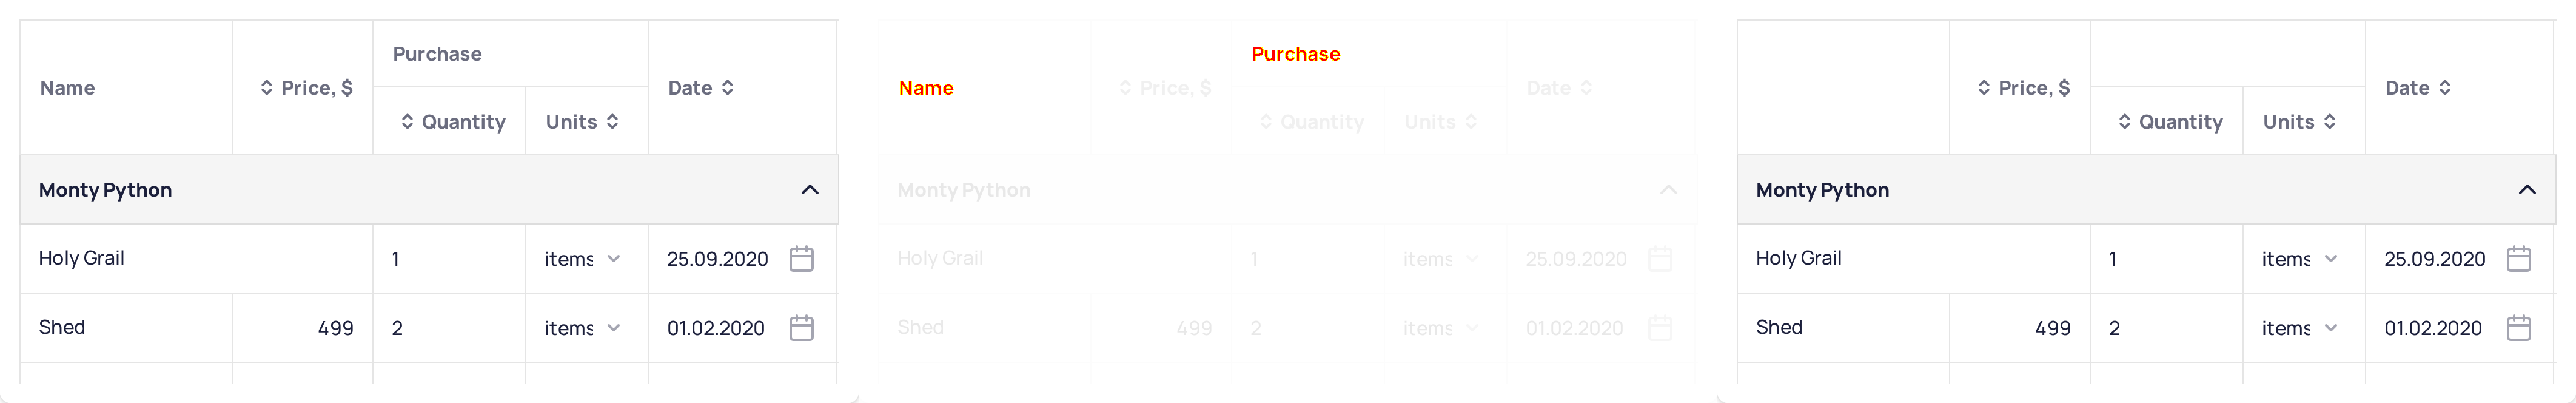 Purchase
Name Price, $ Date
Quantity Units
Monty Python
Holy Grail 1 items 25.09.2020
Shed 499 2 items 01.02.2020
Purchase
Name Price, $ Date
Quantity Units
Monty Python
Holy Grail 1 items 25.09.2020
Shed 499 2 items 01.02.2020
Price, $ Date
Quantity Units
Monty Python
Holy Grail 1 items 25.09.2020
Shed 499 2 items 01.02.2020